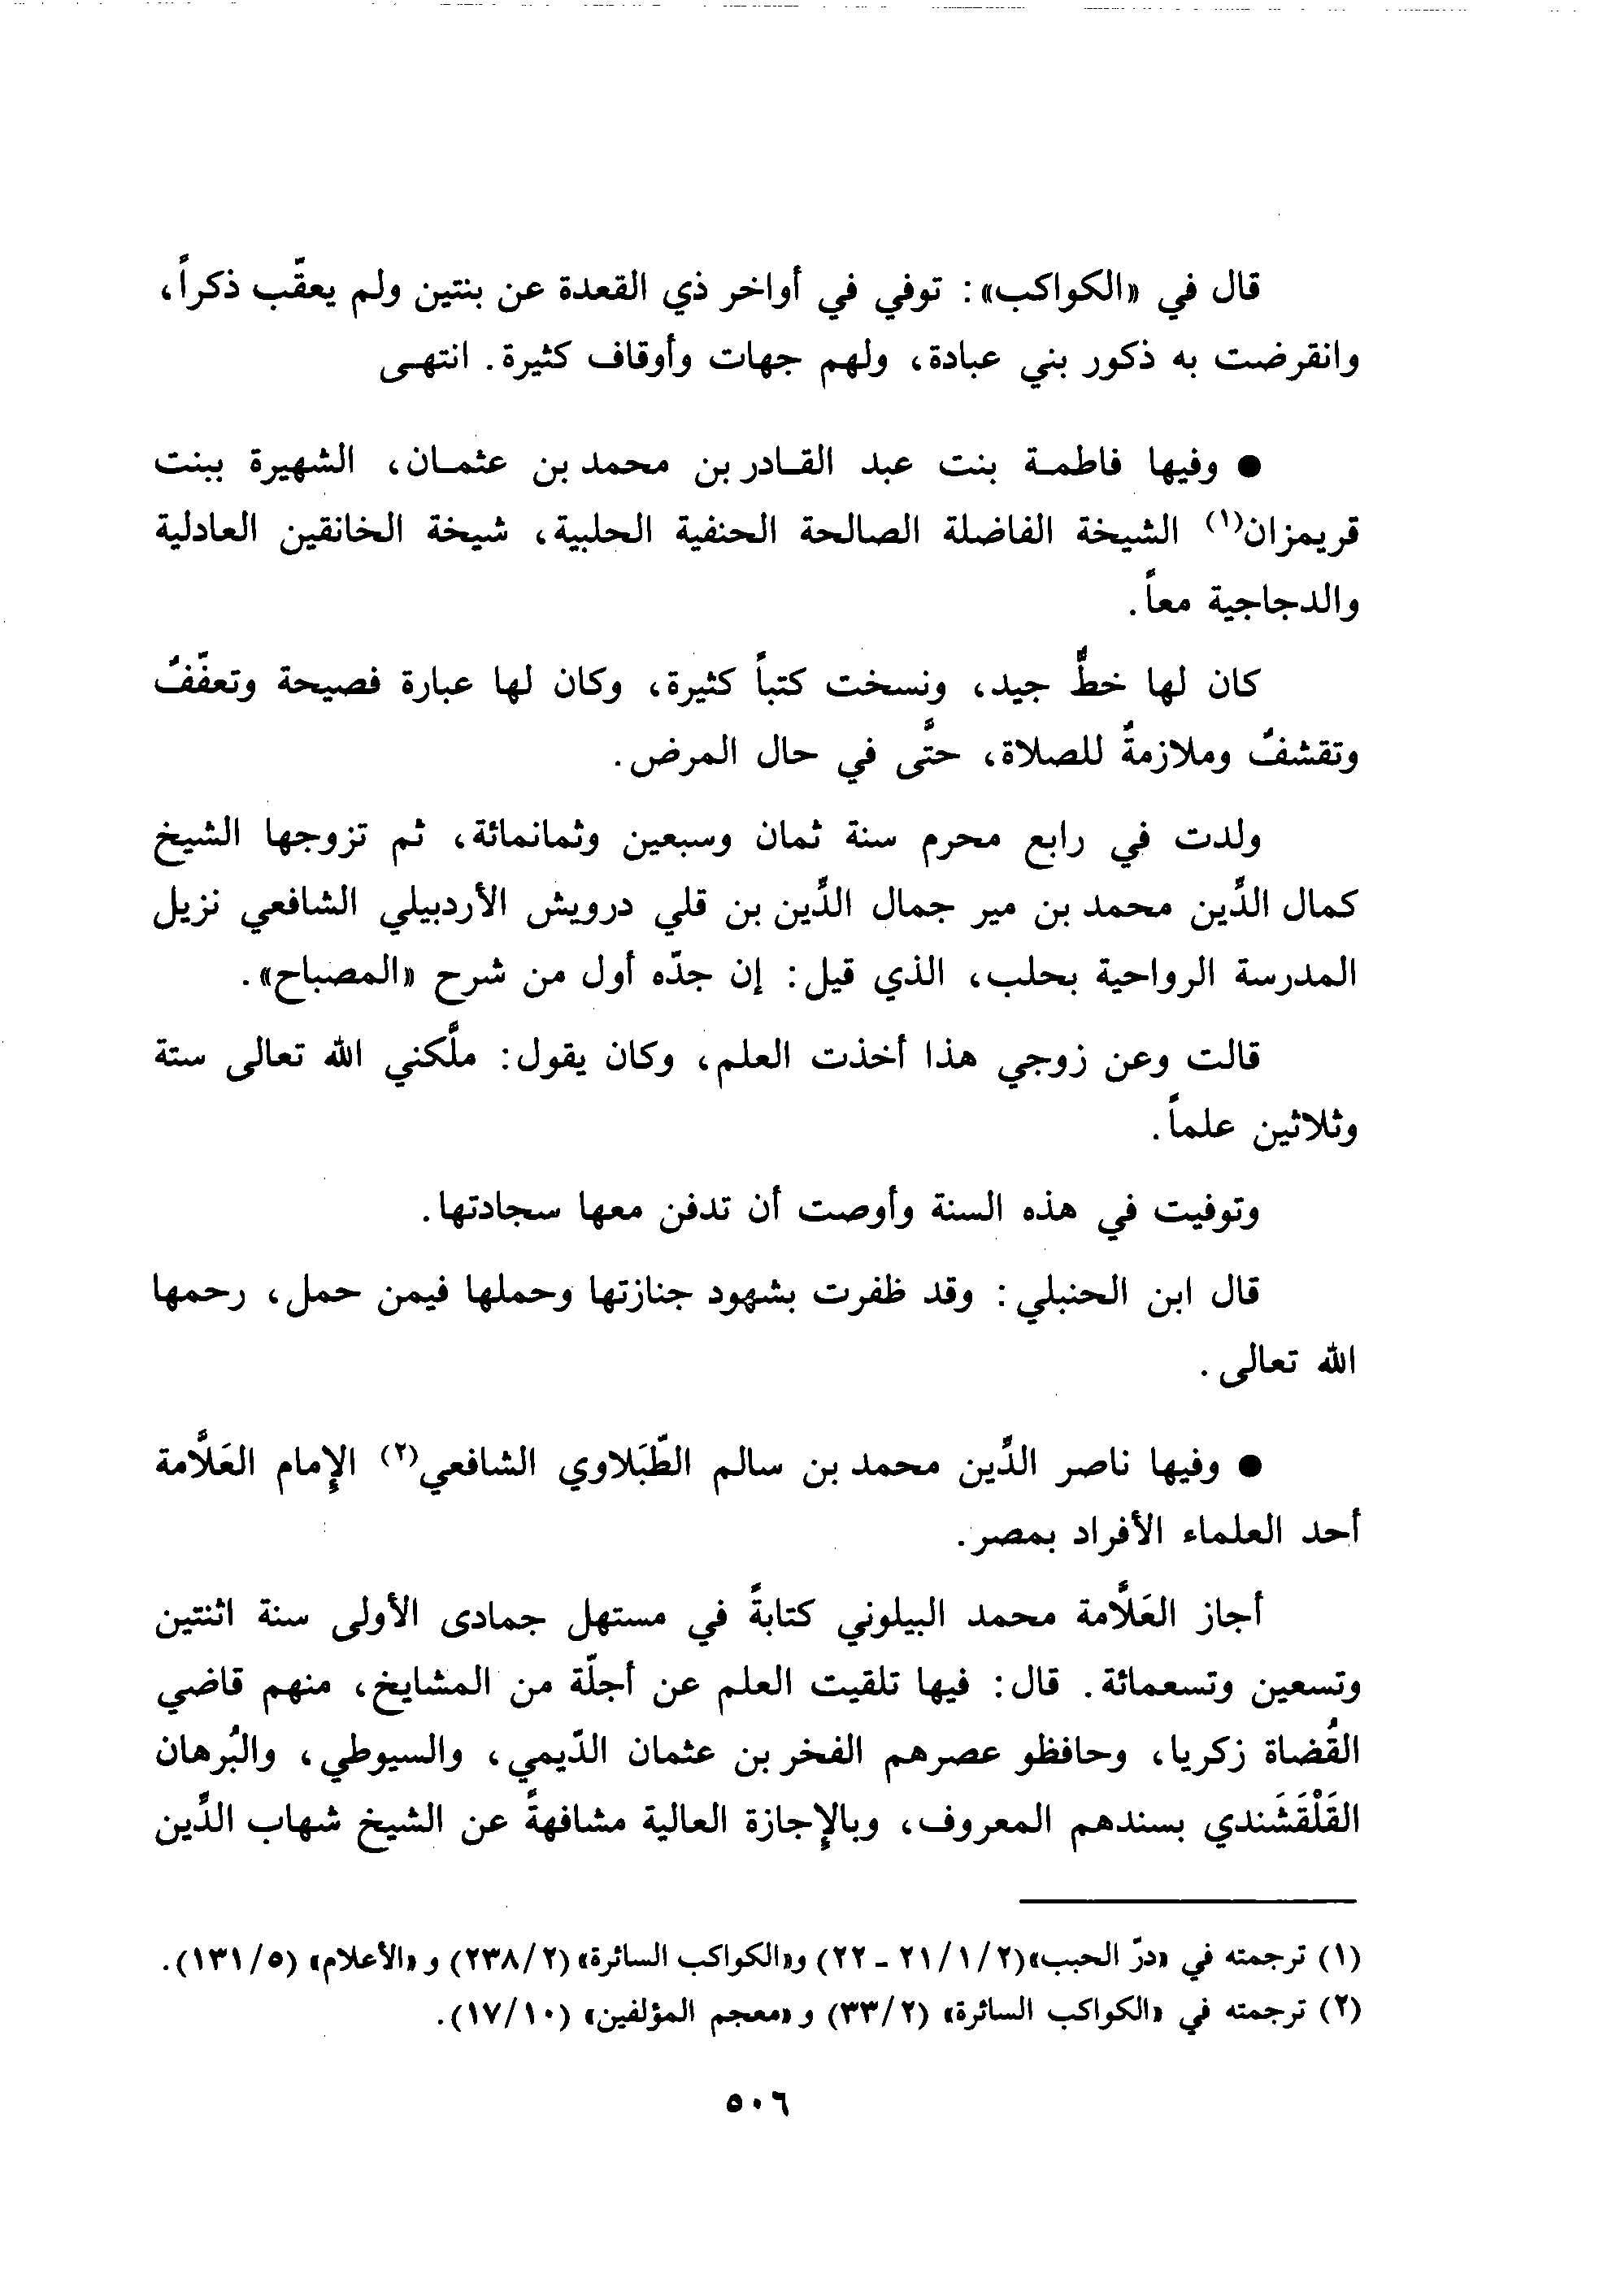 قال في «الكواكب»: توفي في أواخر ذي القعدة عن بنتين ولم يعقّب ذكراً،
وانقرضت به ذكور بني عبادة، ولهم جهات وأوقاف كثيرة. انتهى
● وفيها فاطمة بنت عبد القادر بن محمد بن عثمان، الشهيرة ببنت
قريمزان(١) الشيخة الفاضلة الصالحة الحنفية الحلبية، شيخة الخانقين العادلية
والدجاجية معاً.
كان لها خطٌّ جيد، ونسخت كتباً كثيرة، وكان لها عبارة فصيحة وتعفّفٌ
وتقشفٌ وملازمةٌ للصلاة، حتَّى في حال المرض.
ولدت في رابع محرم سنة ثمان وسبعين وثمانمائة، ثم تزوجها الشيخ
كمال الدِّين محمد بن مير جمال الدِّين بن قلي درويش الأردبيلي الشافعي نزيل
المدرسة الرواحية بحلب، الذي قيل: إن جدّه أول من شرح «المصباح».
قالت وعن زوجي هذا أخذت العلم، وكان يقول: ملَّكني الله تعالى ستة
وثلاثين علماً.
وتوفيت في هذه السنة وأوصت أن تدفن معها سجادتها.
قال ابن الحنبلي: وقد ظفرت بشهود جنازتها وحملها فيمن حمل، رحمها
الله تعالى.
● وفيها ناصر الدِّين محمد بن سالم الطّبَلاوي الشافعي(٢) الإمام العَلاَّمة
أحد العلماء الأفراد بمصر.
أجاز العَلاَّمة محمد البيلوني كتابةً في مستهل جمادى الأولى سنة اثنتين
وتسعين وتسعمائة. قال: فيها تلقيت العلم عن أجلّة من المشايخ، منهم قاضي
القُضاة زكريا، وحافظو عصرهم الفخر بن عثمان الدّيمي، والسيوطي، والبُرهان
القَلْقَشَندي بسندهم المعروف، وبالإجازة العالية مشافهةً عن الشيخ شهاب الدِّين
(١) ترجمته في «درّ الحبب»(٢/١/٢١ - ٢٢) و«الكواكب السائرة»(٢/٢٣٨) و «الأعلام» (٥/١٣١).
(٢) ترجمته في «الكواكب السائرة» (٢/٣٣) و «معجم المؤلفين» (١٠/١٧).
٥٠٦